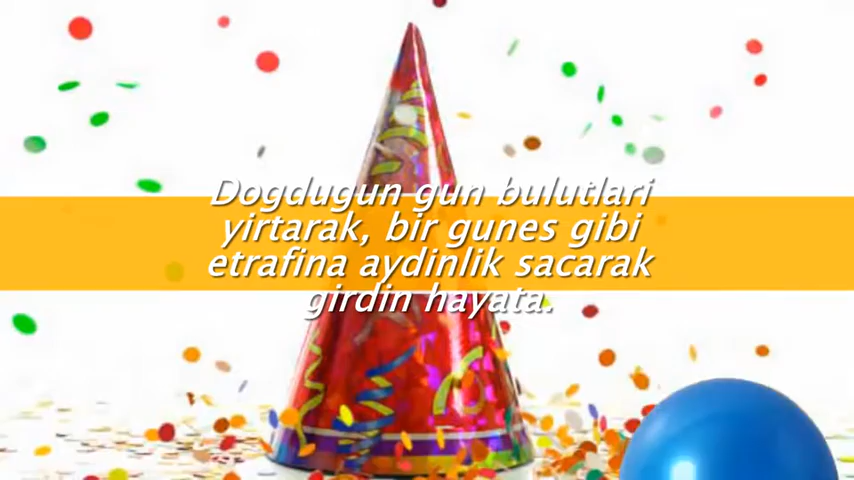 Dogdugun gun bulutlari
yirtarak, bir gunes gibi
etrafina aydinlik sacarak
girdin hayata.